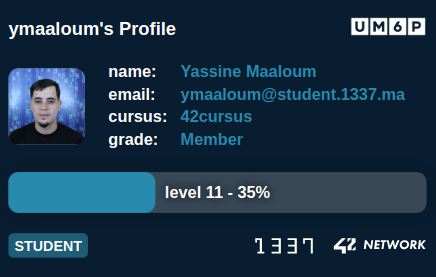 ymaaloum's Profile
UM6P
name: Yassine Maaloum
email: ymaaloum@student.1337.ma
cursus: 42cursus
grade: Member
level 11 - 35%
STUDENT
1337 42 NETWORK